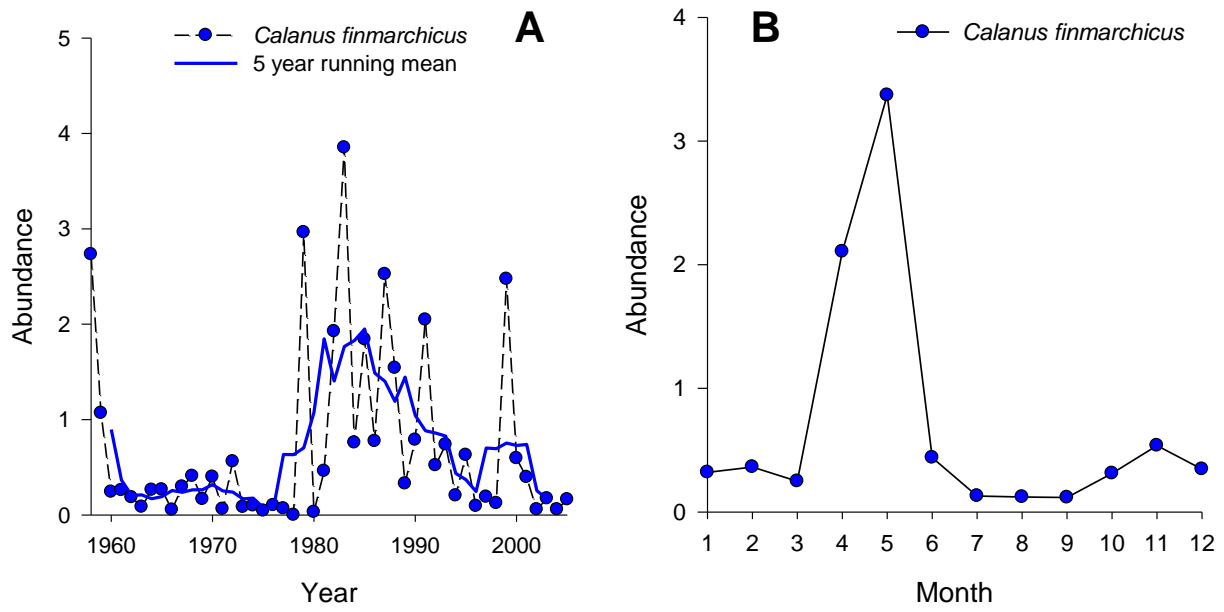 A
Calanus finmarchicus
5 year running mean
5
4
3
2
1
0
Abundance
1960 1970 1980 1990 2000
Year
B
Calanus finmarchicus
4
3
2
1
0
Abundance
1 2 3 4 5 6 7 8 9 10 11 12
Month